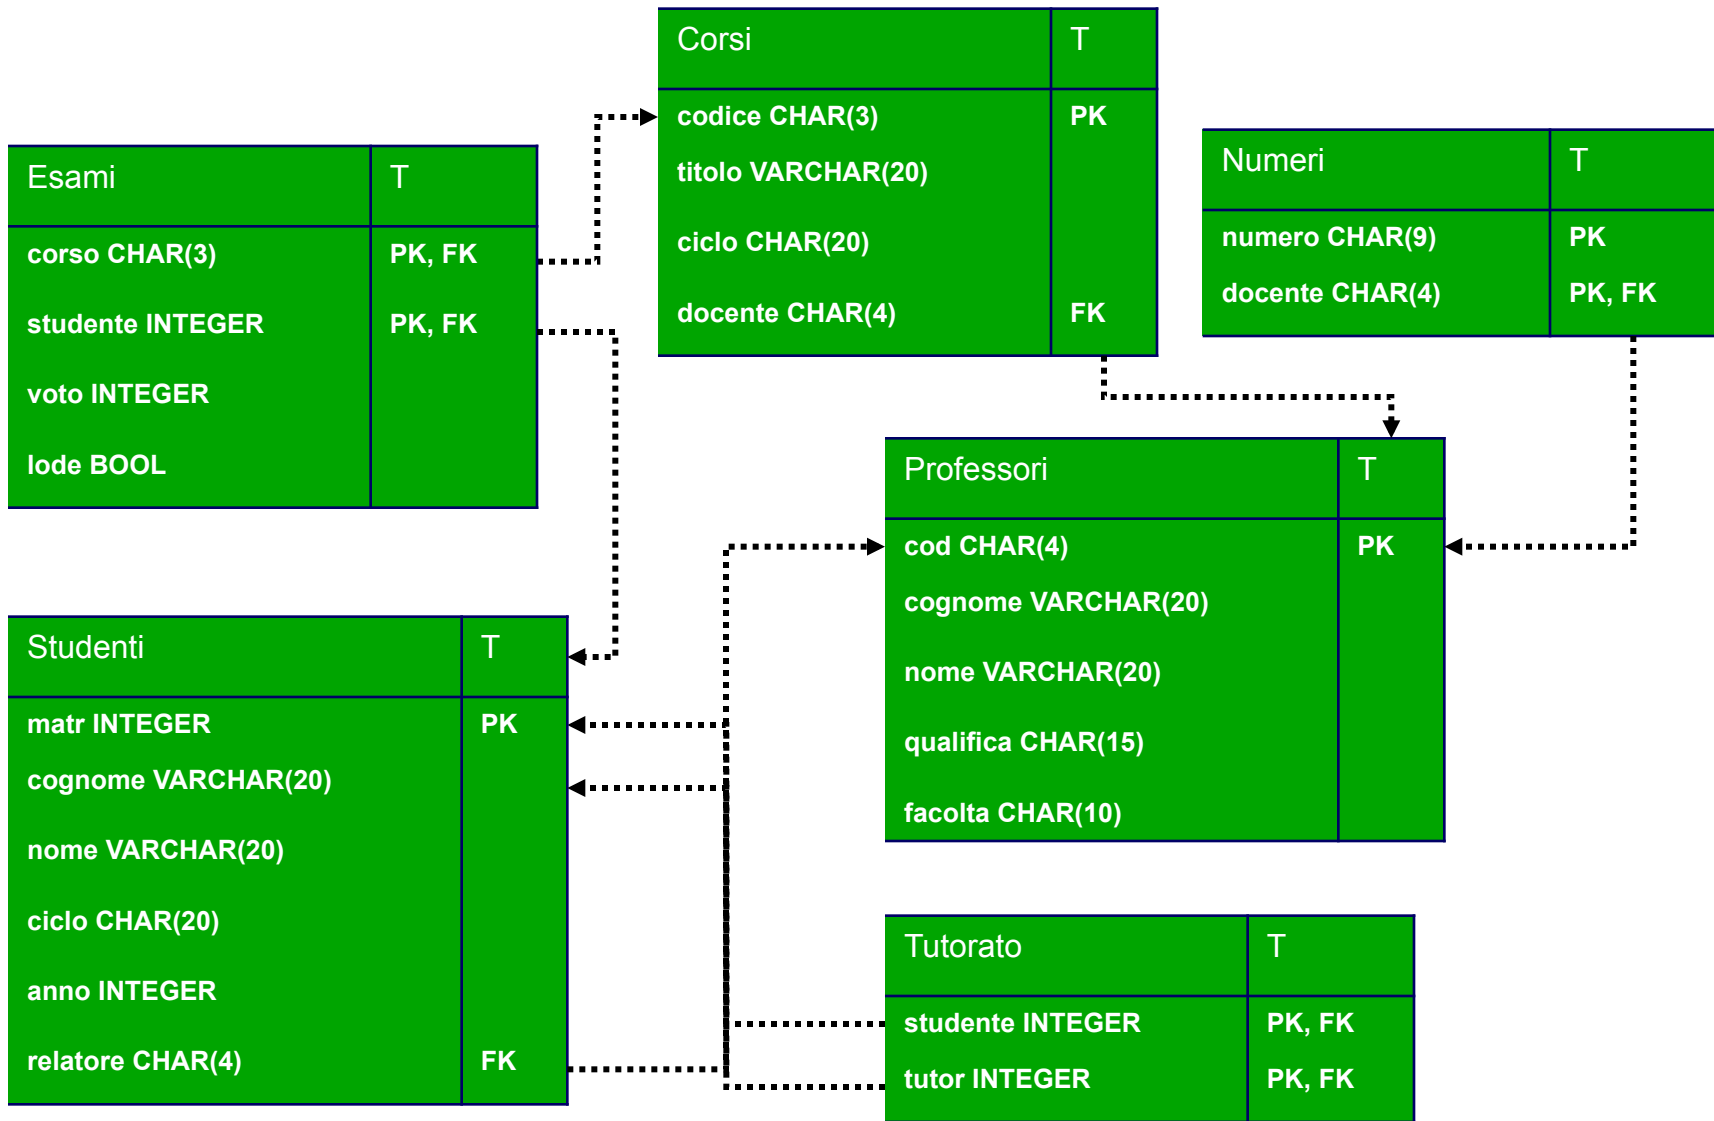 Corsi T
codice CHAR(3) PK
titolo VARCHAR(20)
ciclo CHAR(20)
docente CHAR(4) FK
Numeri T
numero CHAR(9) PK
docente CHAR(4) PK, FK
Esami T
corso CHAR(3) PK, FK
studente INTEGER PK, FK
voto INTEGER
lode BOOL
Professori T
cod CHAR(4) PK
cognome VARCHAR(20)
nome VARCHAR(20)
qualifica CHAR(15)
facolta CHAR(10)
Studenti T
matr INTEGER PK
cognome VARCHAR(20)
nome VARCHAR(20)
ciclo CHAR(20)
anno INTEGER
relatore CHAR(4) FK
Tutorato T
studente INTEGER PK, FK
tutor INTEGER PK, FK